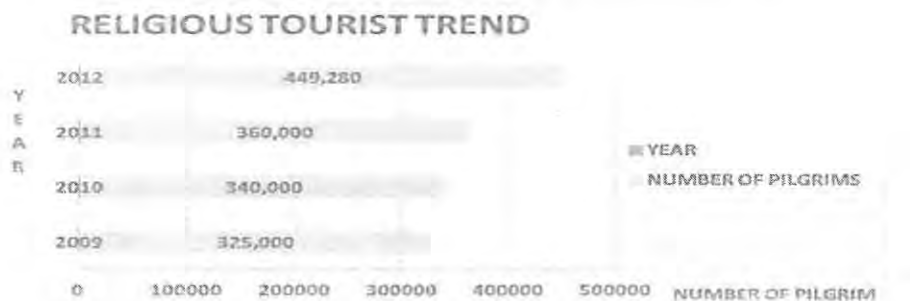 RELIGIOUS TOURIST TREND
YEAR
2012 449,280
2011 360,000
2010 340,000
2009 325,000
0 100000 200000 300000 400000 500000
NUMBER OF PILGRIM
YEAR
NUMBER OF PILGRIMS